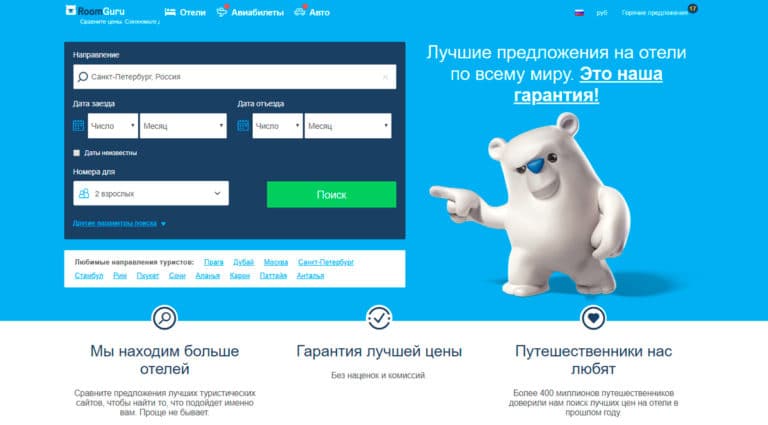 RoomGuru
Сравните цены. Сэкономьте д
Отели
Авиабилеты
Авто
руб
Горячие предложения
17
Направление
Санкт-Петербург, Россия
Дата заезда
Дата отъезда
Число
Месяц
Число
Месяц
Даты неизвестны
Номера для
2 взрослых
Поиск
Другие параметры поиска
Лучшие предложения на отели
по всему миру. Это наша
гарантия!
Любимые направления туристов: Прага Дубай Москва Санкт-Петербург
Стамбул Рим Пхукет Сочи Аланья Карон Паттайя Анталья
Мы находим больше
отелей
Сравните предложения лучших туристических
сайтов, чтобы найти то, что подойдет именно
вам. Проще не бывает.
Гарантия лучшей цены
Без наценок и комиссий
Путешественники нас
любят
Более 400 миллионов путешественников
доверили нам поиск лучших цен на отели в
прошлом году.